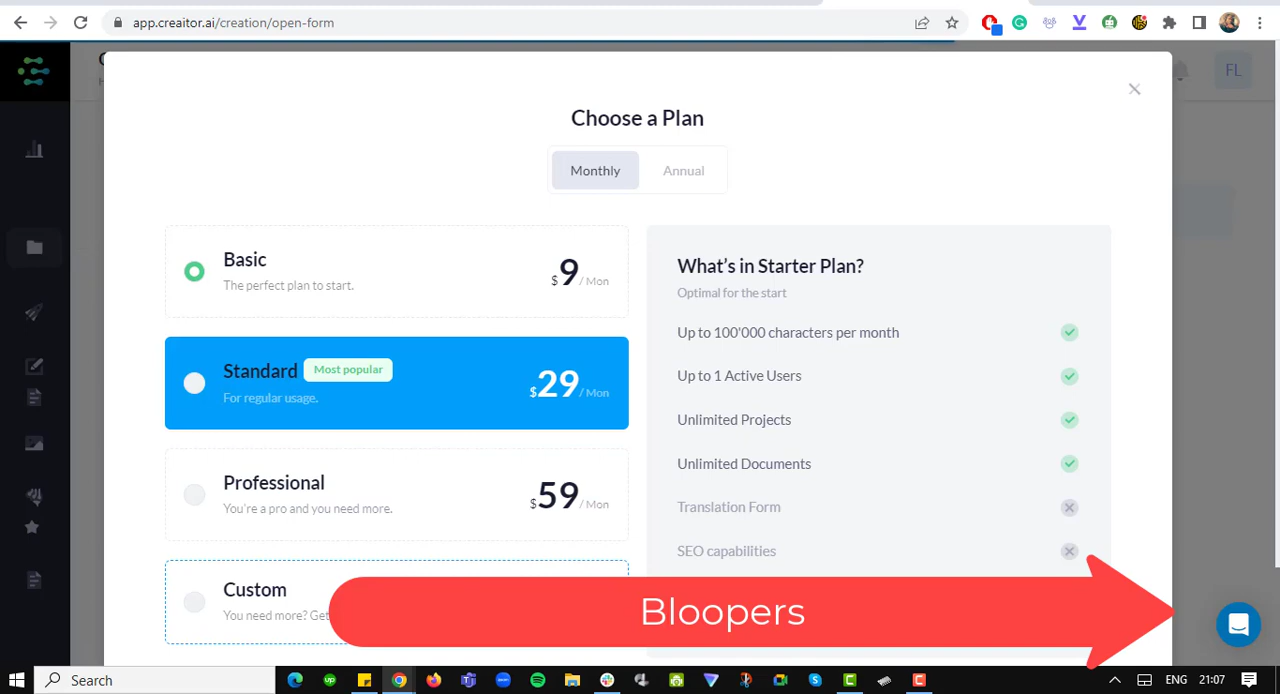 app.creaitor.ai/creation/open-form
FL
Choose a Plan
Monthly
Annual
Basic
The perfect plan to start.
$9/ Mon
Standard
Most popular
For regular usage.
$29/ Mon
Professional
You're a pro and you need more.
$59/ Mon
Custom
You need more? Get
What's in Starter Plan?
Optimal for the start
Up to 100'000 characters per month
Up to 1 Active Users
Unlimited Projects
Unlimited Documents
Translation Form
SEO capabilities
Bloopers
Search
ENG
21:07